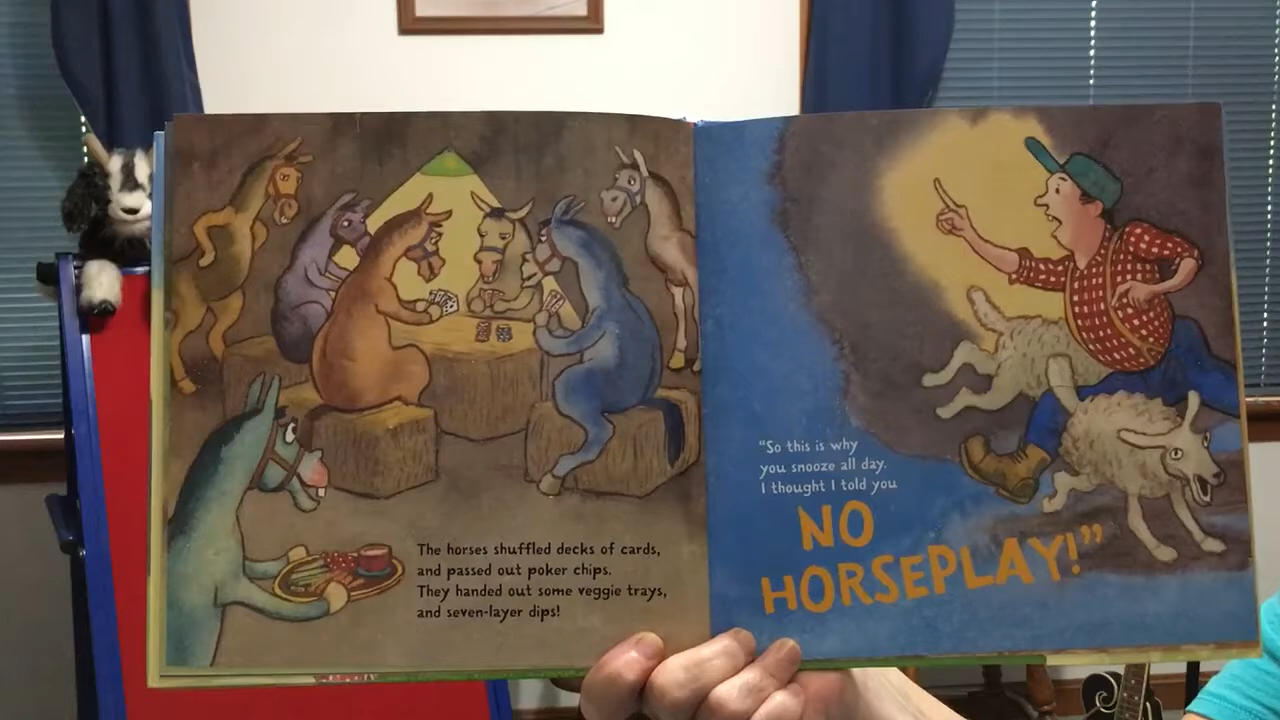 The horses shuffled decks of cards,
and passed out poker chips.
They handed out some veggie trays,
and seven-layer dips!
“So this is why
you snooze all day.
I thought I told you
NO
HORSEPLAY!”